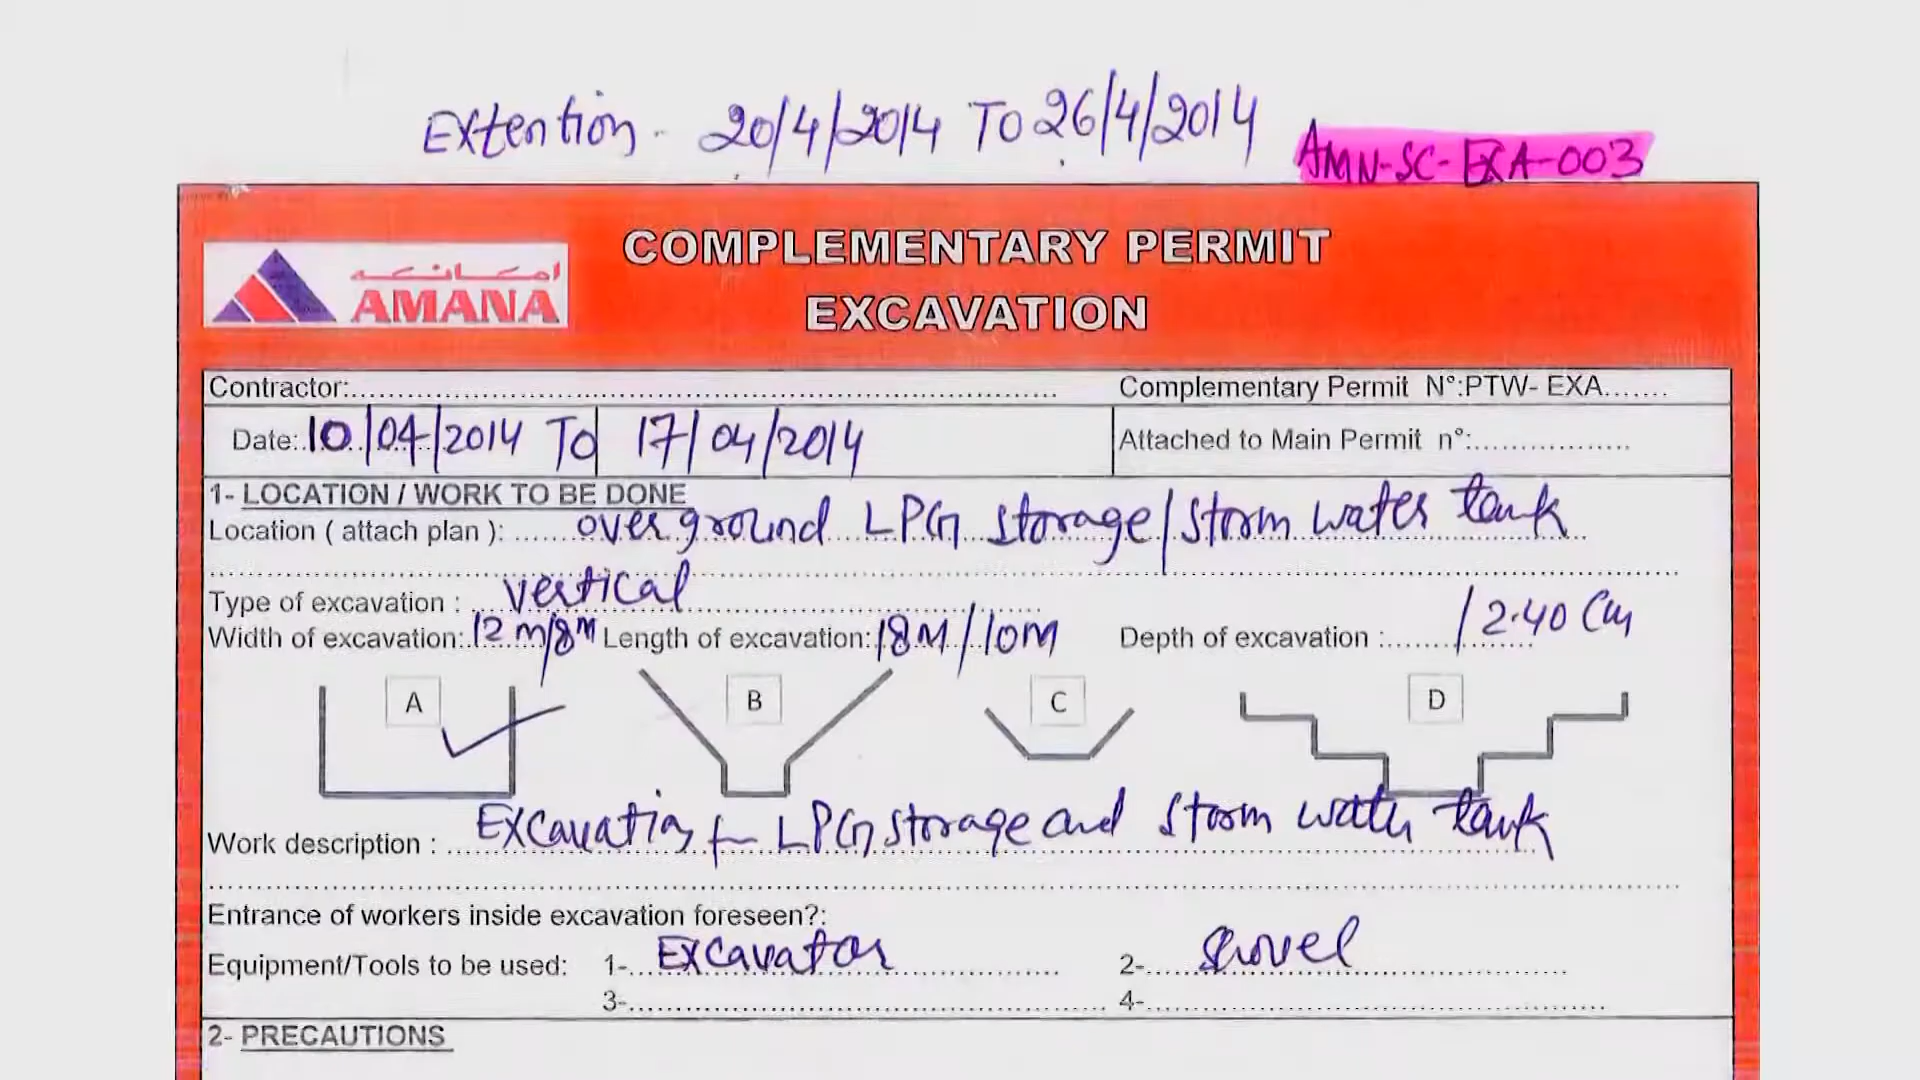 Extention. 20/4/2014 TO 26/4/2014
AMN-SC-EXA-003
امانة
AMANA
COMPLEMENTARY PERMIT
EXCAVATION
Contractor:........................ Complementary Permit N°:PTW- EXA.......
Date: 10/04/2014 To 17/04/2014 Attached to Main Permit n°:...................
1- LOCATION / WORK TO BE DONE
Location ( attach plan ): over ground LPG storage/storm water tank
Type of excavation : vertical
Width of excavation: 12 m/8M Length of excavation: 18M/10M Depth of excavation : / 2.40 Cm
A B C D
Work description : Excavation for LPG storage and storm water tank
Entrance of workers inside excavation foreseen?:
Equipment/Tools to be used: 1- Excavator 2- Shovel
3- 4-
2- PRECAUTIONS